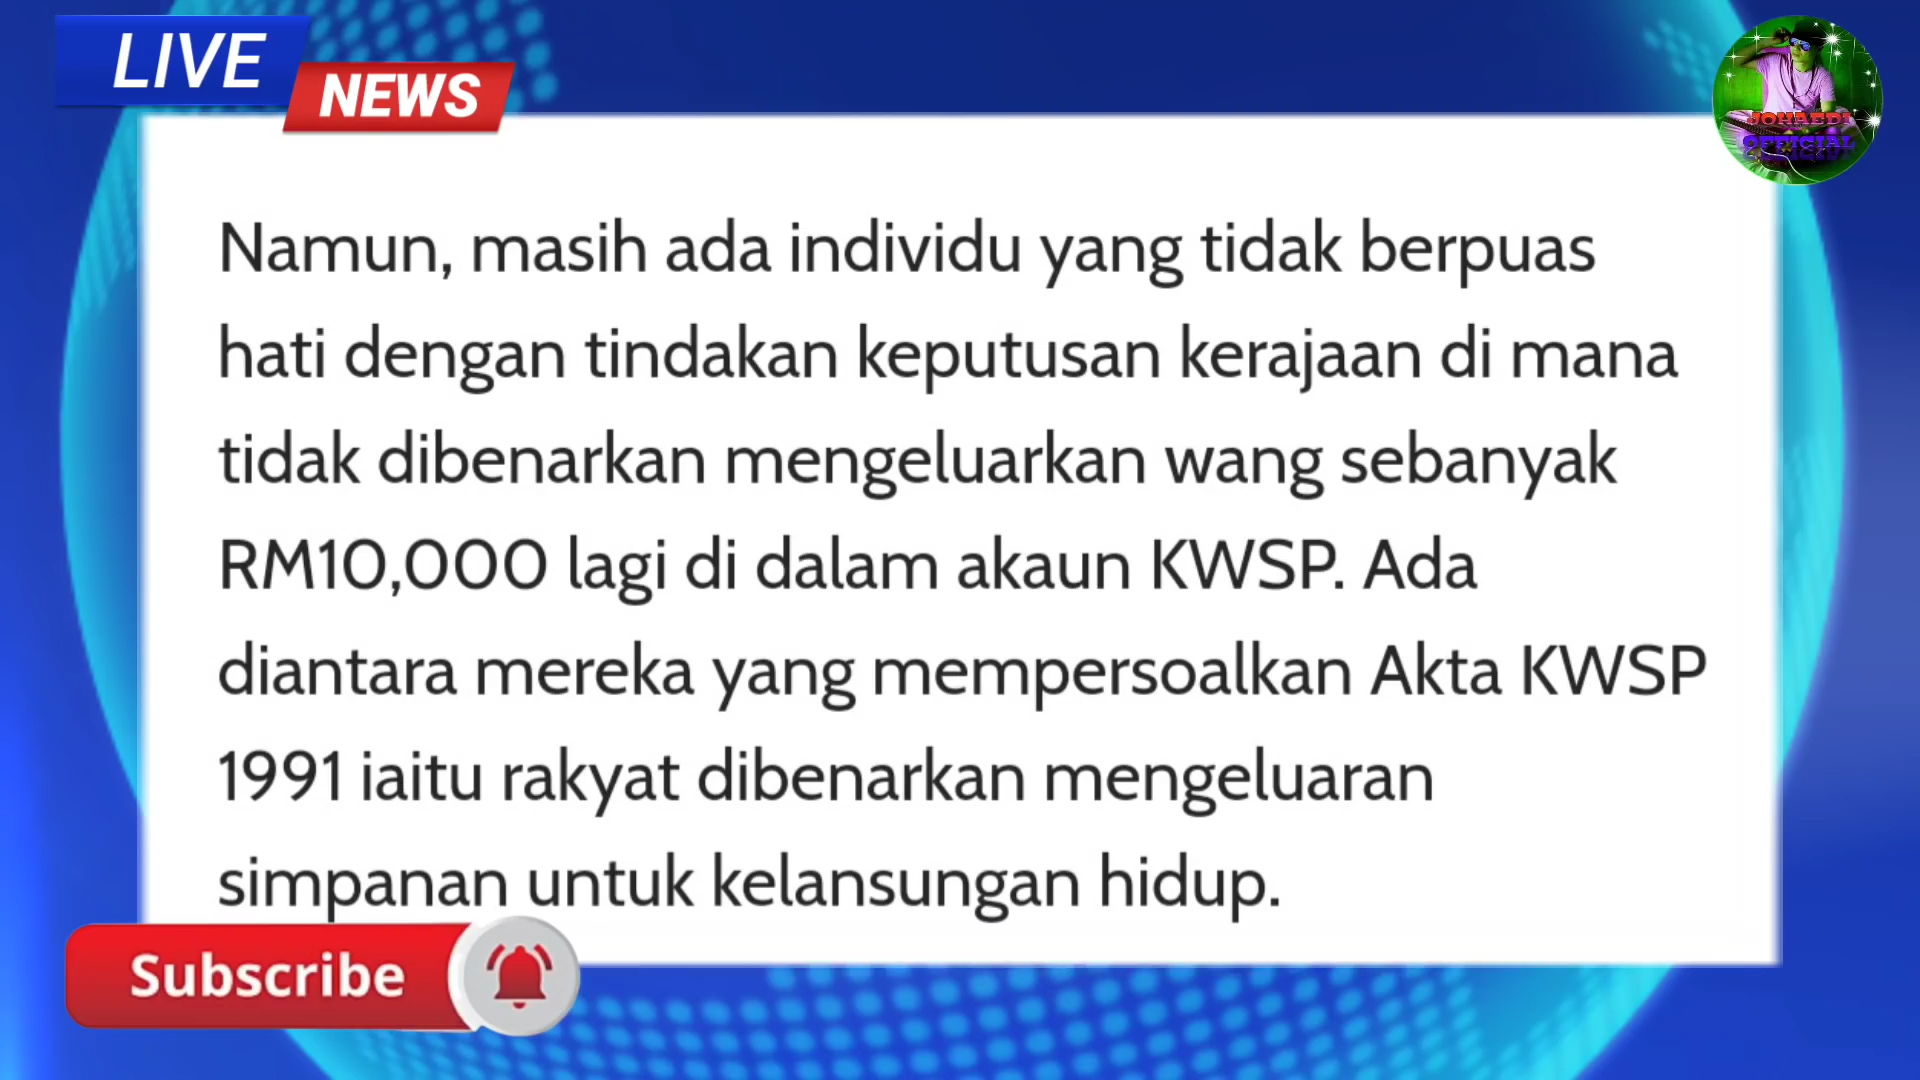 LIVE
NEWS
JOHAEDI
OFFICIAL
Namun, masih ada individu yang tidak berpuas
hati dengan tindakan keputusan kerajaan di mana
tidak dibenarkan mengeluarkan wang sebanyak
RM10,000 lagi di dalam akaun KWSP. Ada
diantara mereka yang mempersoalkan Akta KWSP
1991 iaitu rakyat dibenarkan mengeluaran
simpanan untuk kelansungan hidup.
Subscribe